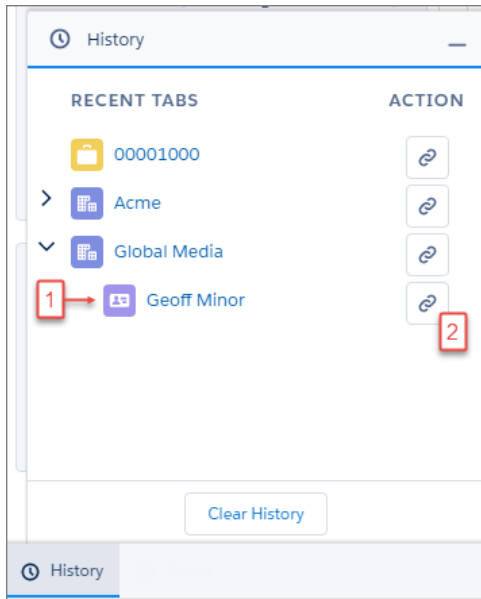 History
RECENT TABS ACTION
00001000
Acme
Global Media
1 Geoff Minor
2
Clear History
History